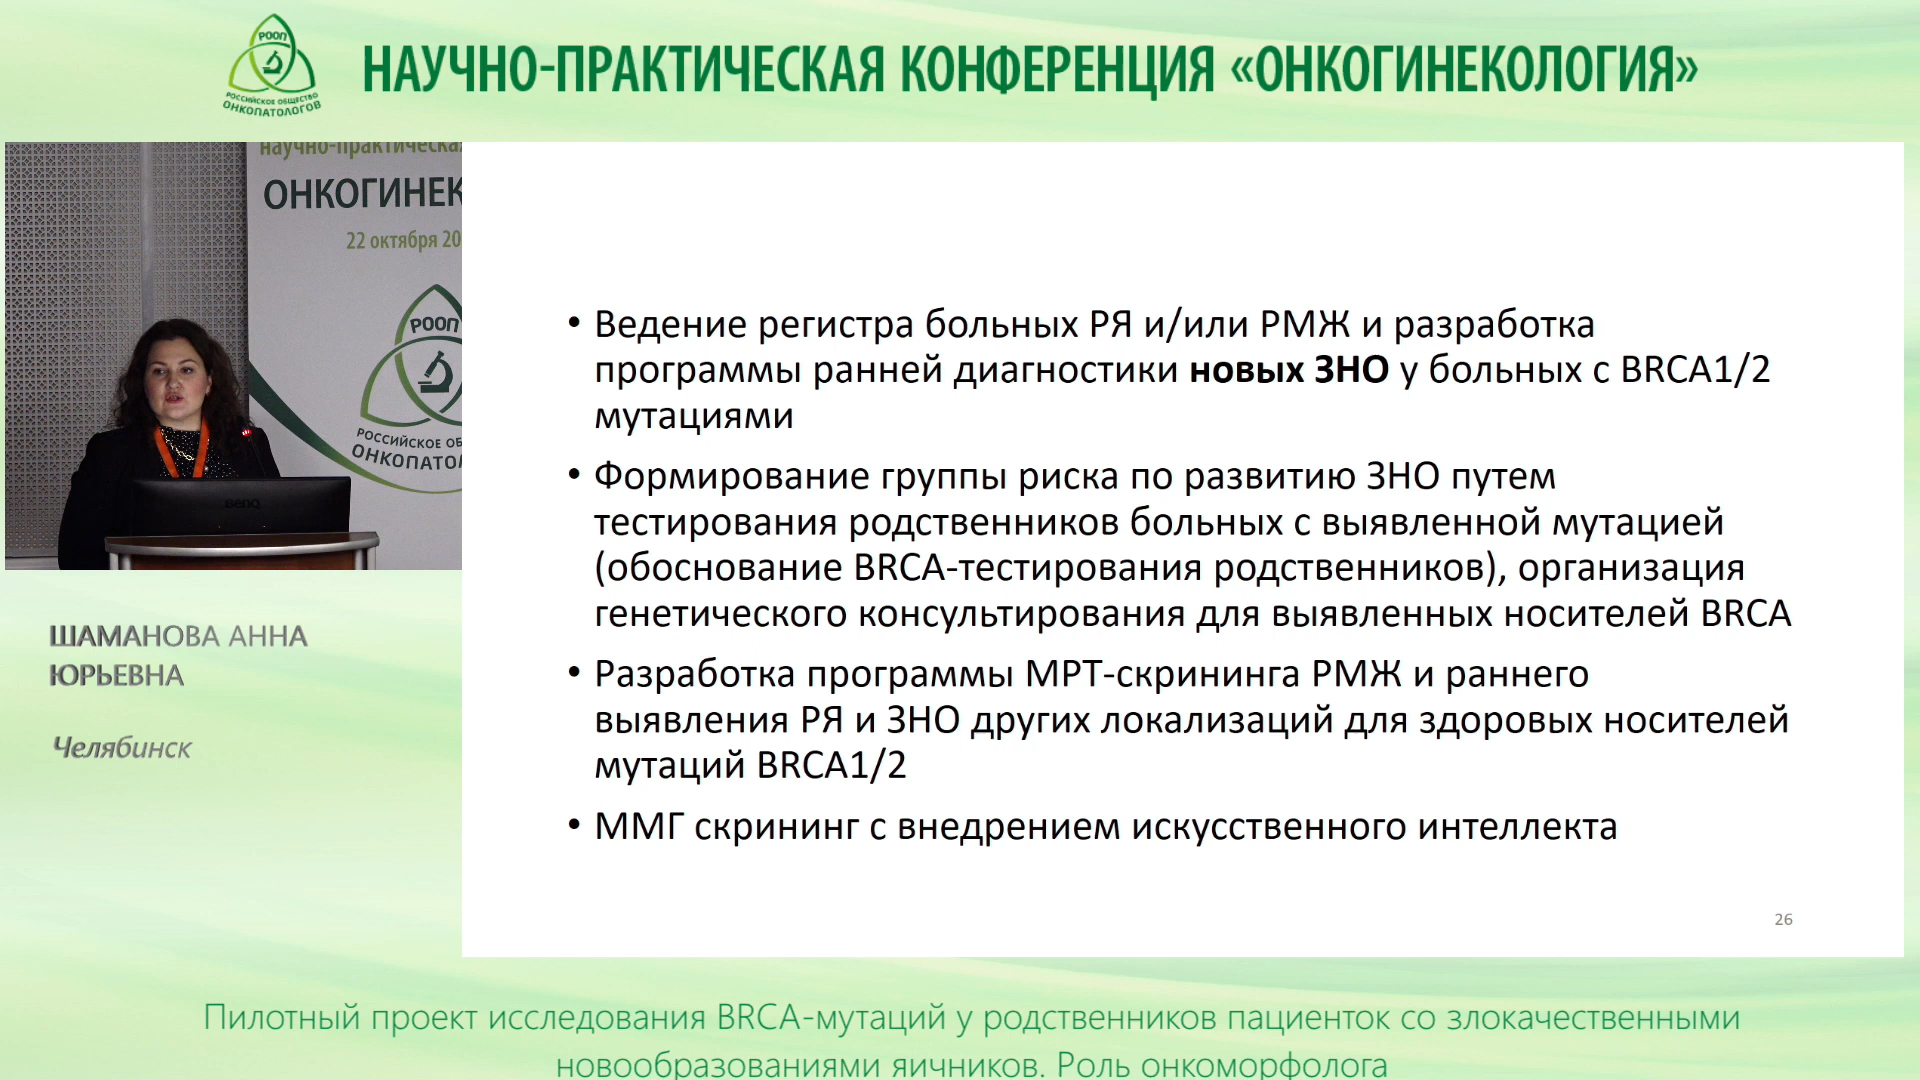 РООП
РОССИЙСКОЕ ОБЩЕСТВО
ОНКОПАТОЛОГОВ
НАУЧНО-ПРАКТИЧЕСКАЯ КОНФЕРЕНЦИЯ «ОНКОГИНЕКОЛОГИЯ»
научно-практическа
ОНКОГИНЕК
22 октября 20
РООП
РОССИЙСКОЕ ОБ
ОНКОПАТО
BenQ
ШАМАНОВА АННА
ЮРЬЕВНА
Челябинск
• Ведение регистра больных РЯ и/или РМЖ и разработка
программы ранней диагностики новых ЗНО у больных с BRCA1/2
мутациями
• Формирование группы риска по развитию ЗНО путем
тестирования родственников больных с выявленной мутацией
(обоснование BRCA-тестирования родственников), организация
генетического консультирования для выявленных носителей BRCA
• Разработка программы МРТ-скрининга РМЖ и раннего
выявления РЯ и ЗНО других локализаций для здоровых носителей
мутаций BRCA1/2
• ММГ скрининг с внедрением искусственного интеллекта
26
Пилотный проект исследования BRCA-мутаций у родственников пациенток со злокачественными
новообразованиями яичников. Роль онкоморфолога